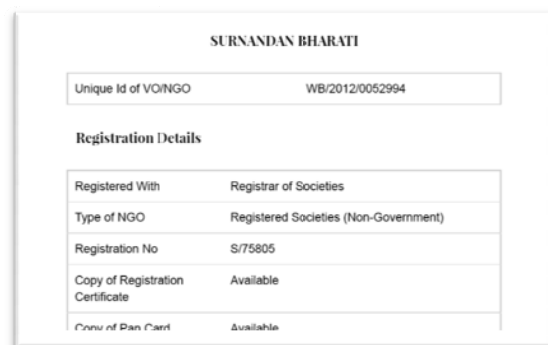 SURNANDAN BHARATI
Unique Id of VO/NGO WB/2012/0052994
Registration Details
Registered With Registrar of Societies
Type of NGO Registered Societies (Non-Government)
Registration No S/75805
Copy of Registration Available
Certificate
Copy of Pan Card Available